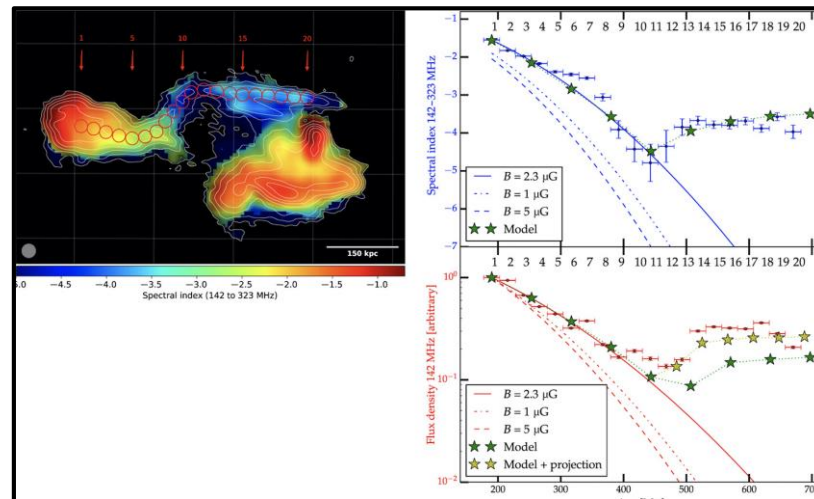 1 5 10 15 20
150 kpc
−4.5 −4.0 −3.5 −3.0 −2.5 −2.0 −1.5 −1.0
Spectral index (142 to 323 MHz)
1 2 3 4 5 6 7 8 9 10 11 12 13 14 15 16 17 18 19 20
−1
−2
−3
−4
−5
−6
−7
Spectral index 142–323 MHz
B = 2.3 μG
B = 1 μG
B = 5 μG
Model
1 2 3 4 5 6 7 8 9 10 11 12 13 14 15 16 17 18 19 20
10⁰
10⁻¹
10⁻²
Flux density 142 MHz [arbitrary]
B = 2.3 μG
B = 1 μG
B = 5 μG
Model
Model + projection
200 300 400 500 600